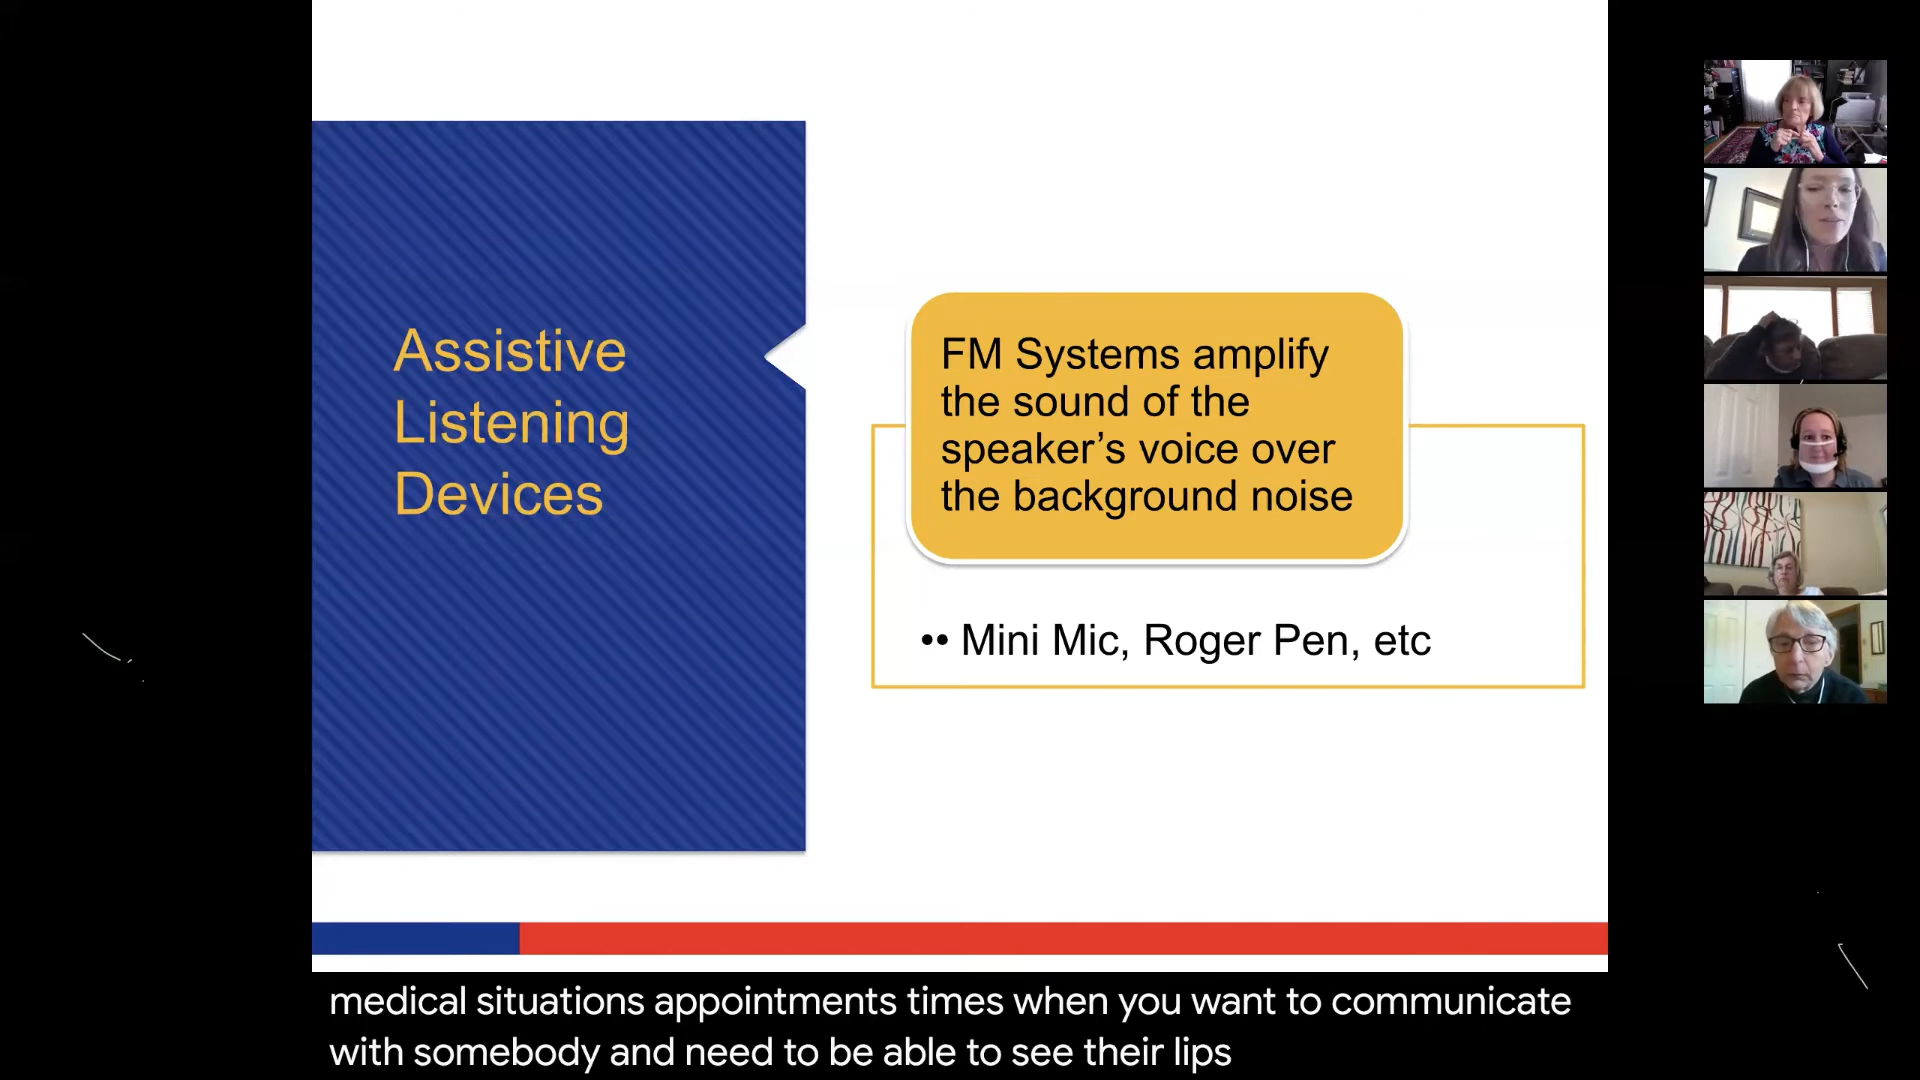 Assistive
Listening
Devices
FM Systems amplify
the sound of the
speaker’s voice over
the background noise
•• Mini Mic, Roger Pen, etc
medical situations appointments times when you want to communicate
with somebody and need to be able to see their lips